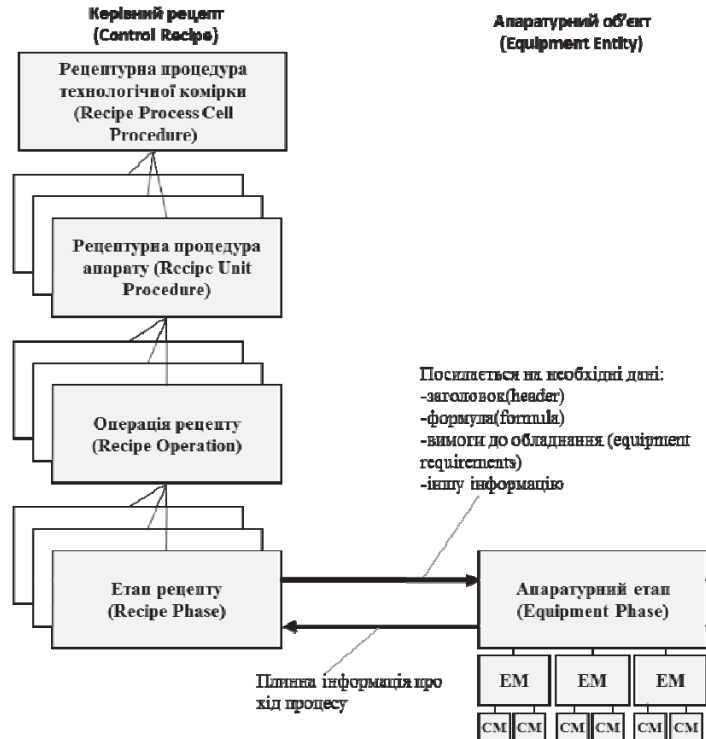 Керівний рецепт
(Control Recipe)
Апаратурний об'єкт
(Equipment Entity)
Рецептурна процедура
технологічної комірки
(Recipe Process Cell
Procedure)
Рецептурна процедура
апарату (Recipe Unit
Procedure)
Операція рецепту
(Recipe Operation)
Посилається на необхідні дані:
-заголовок(header)
-формула(formula)
-вимоги до обладнання (equipment
requirements)
-іншу інформацію
Етап рецепту
(Recipe Phase)
Апаратурний етап
(Equipment Phase)
Плинна інформація про
хід процесу
EM EM EM
CM CM CM CM CM CM